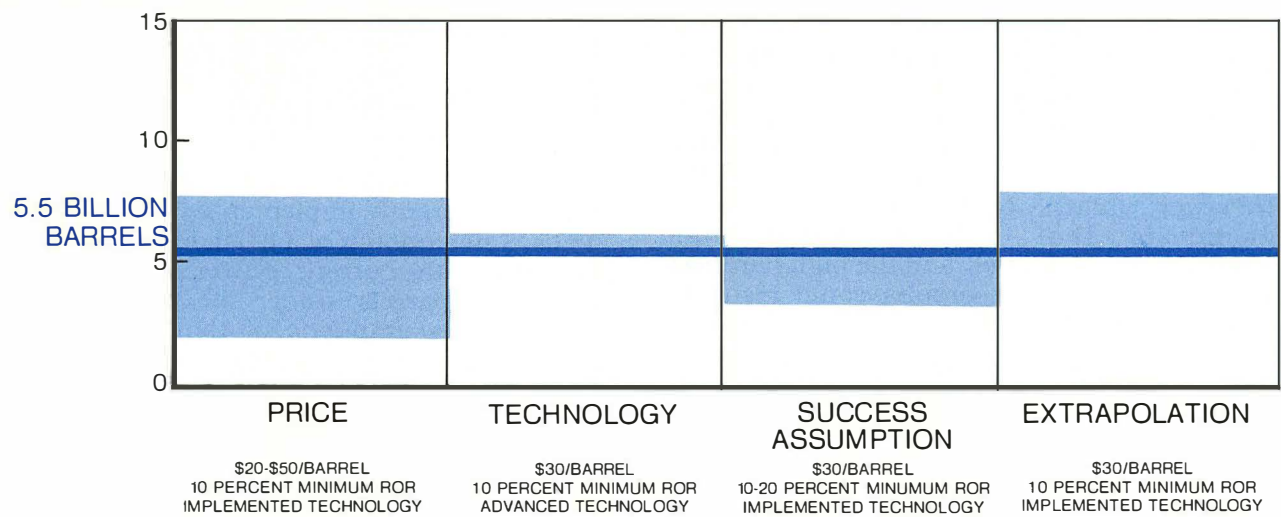 15
10
5.5 BILLION
BARRELS
5
0
PRICE
$20-$50/BARREL
10 PERCENT MINIMUM ROR
IMPLEMENTED TECHNOLOGY
TECHNOLOGY
$30/BARREL
10 PERCENT MINIMUM ROR
ADVANCED TECHNOLOGY
SUCCESS
ASSUMPTION
$30/BARREL
10-20 PERCENT MINUMUM ROR
IMPLEMENTED TECHNOLOGY
EXTRAPOLATION
$30/BARREL
10 PERCENT MINIMUM ROR
IMPLEMENTED TECHNOLOGY